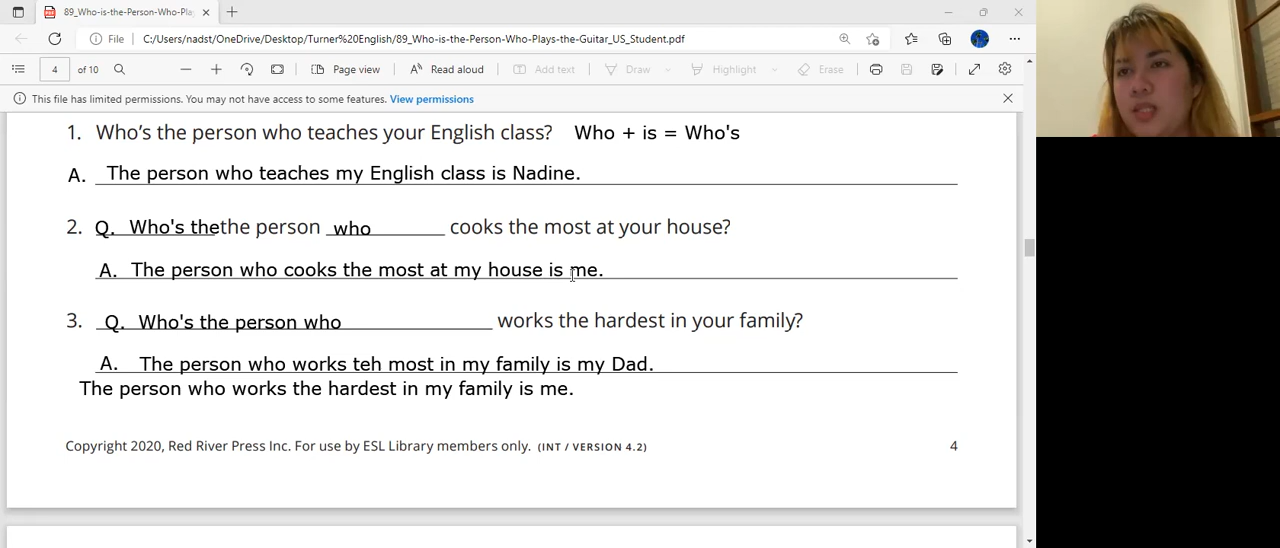 89_Who-is-the-Person-Who-Pla
File C:/Users/nadst/OneDrive/Desktop/Turner%20English/89_Who-is-the-Person-Who-Plays-the-Guitar_US_Student.pdf
4 of 10 Page view Read aloud Add text Draw Highlight Erase
This file has limited permissions. You may not have access to some features. View permissions
1. Who's the person who teaches your English class? Who + is = Who's
A. The person who teaches my English class is Nadine.
2. Q. Who's thethe person who cooks the most at your house?
A. The person who cooks the most at my house is me.
3. Q. Who's the person who works the hardest in your family?
A. The person who works teh most in my family is my Dad.
The person who works the hardest in my family is me.
Copyright 2020, Red River Press Inc. For use by ESL Library members only. (INT / VERSION 4.2) 4